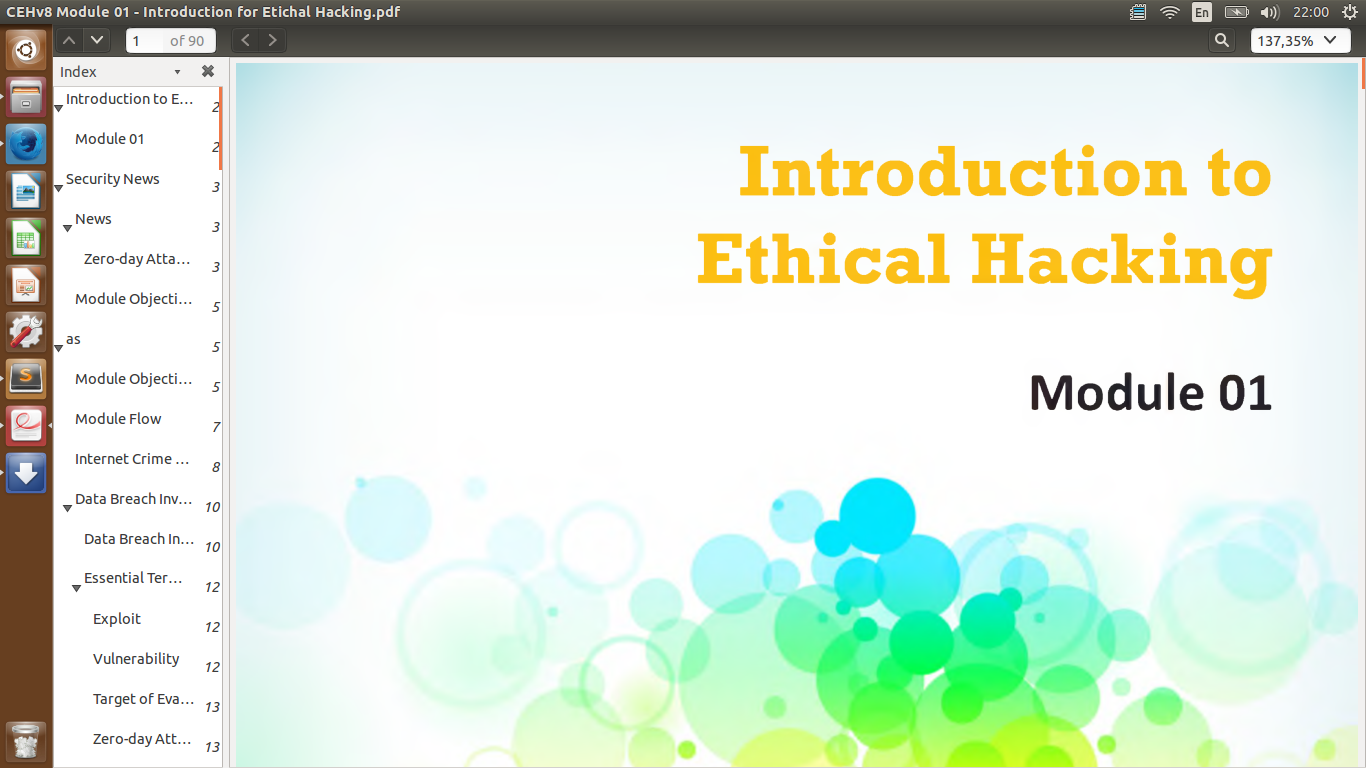 CEHv8 Module 01 - Introduction for Etichal Hacking.pdf
En
22:00
1 of 90
137,35%
Index
Introduction to E… 2
Module 01 2
Security News 3
News 3
Zero-day Atta… 3
Module Objecti… 5
as 5
Module Objecti… 5
Module Flow 7
Internet Crime … 8
Data Breach Inv… 10
Data Breach In… 10
Essential Ter… 12
Exploit 12
Vulnerability 12
Target of Eva… 13
Zero-day Att… 13
Introduction to
Ethical Hacking
Module 01